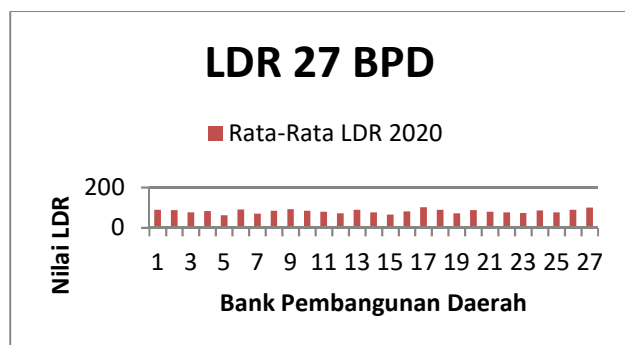 LDR 27 BPD
Rata-Rata LDR 2020
Nilai LDR
200
0
1 3 5 7 9 11 13 15 17 19 21 23 25 27
Bank Pembangunan Daerah